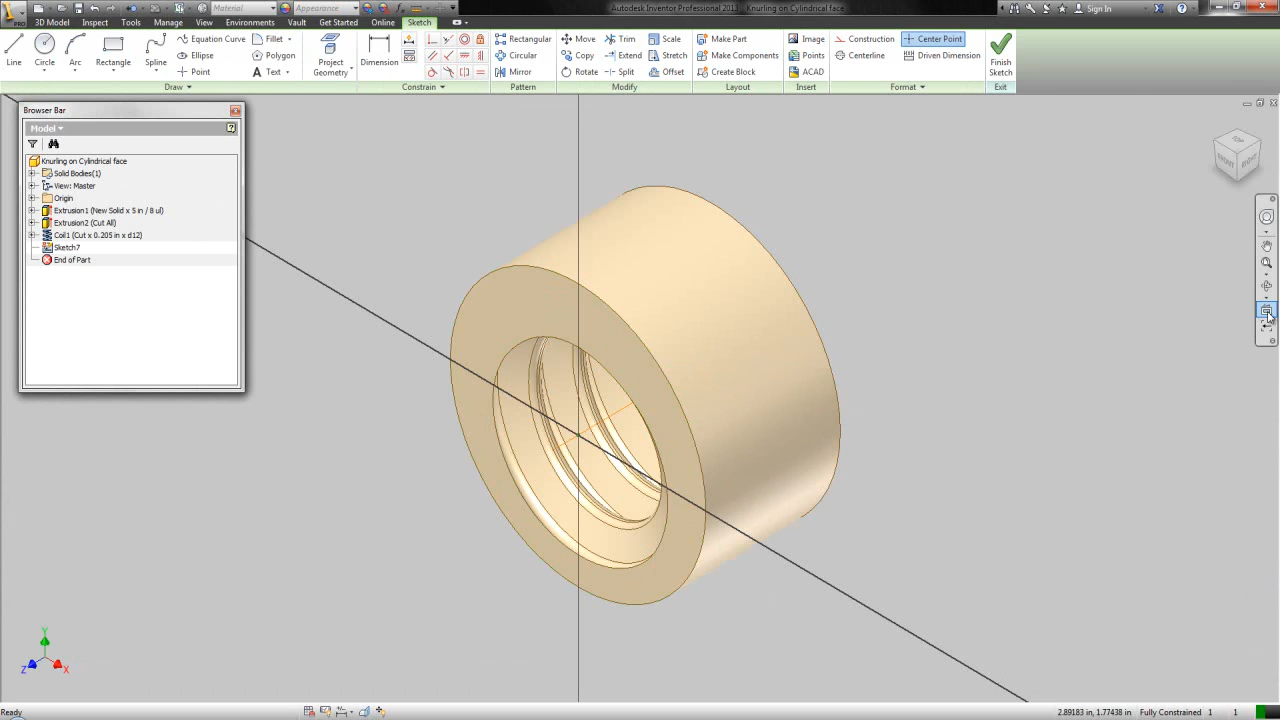 Material
Appearance
Autodesk Inventor Professional 201
Knurling on Cylindrical face
Sign In
PRO
3D Model Inspect Tools Manage View Environments Vault Get Started Online Sketch
Line
Circle
Arc
Rectangle
Spline
Equation Curve
Ellipse
Point
Fillet
Polygon
Text
Project
Geometry
Draw
Dimension
Constrain
Rectangular
Circular
Mirror
Pattern
Move
Copy
Rotate
Trim
Extend
Split
Scale
Stretch
Offset
Modify
Make Part
Make Components
Create Block
Layout
Image
Points
ACAD
Insert
Construction
Centerline
Center Point
Driven Dimension
Format
Finish
Sketch
Exit
Browser Bar
Model
Knurling on Cylindrical face
Solid Bodies(1)
View: Master
Origin
Extrusion1 (New Solid x 5 in / 8 ul)
Extrusion2 (Cut All)
Coil1 (Cut x 0.205 in x d12)
Sketch7
End of Part
TOP
FRONT
RIGHT
Y
Z
X
Ready
2.89183 in, 1.77438 in Fully Constrained 1 1